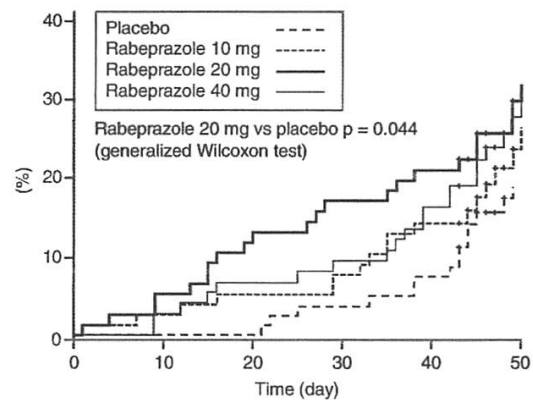 40
30
20
10
0
(%)
Placebo
Rabeprazole 10 mg
Rabeprazole 20 mg
Rabeprazole 40 mg
Rabeprazole 20 mg vs placebo p = 0.044
(generalized Wilcoxon test)
0 10 20 30 40 50
Time (day)